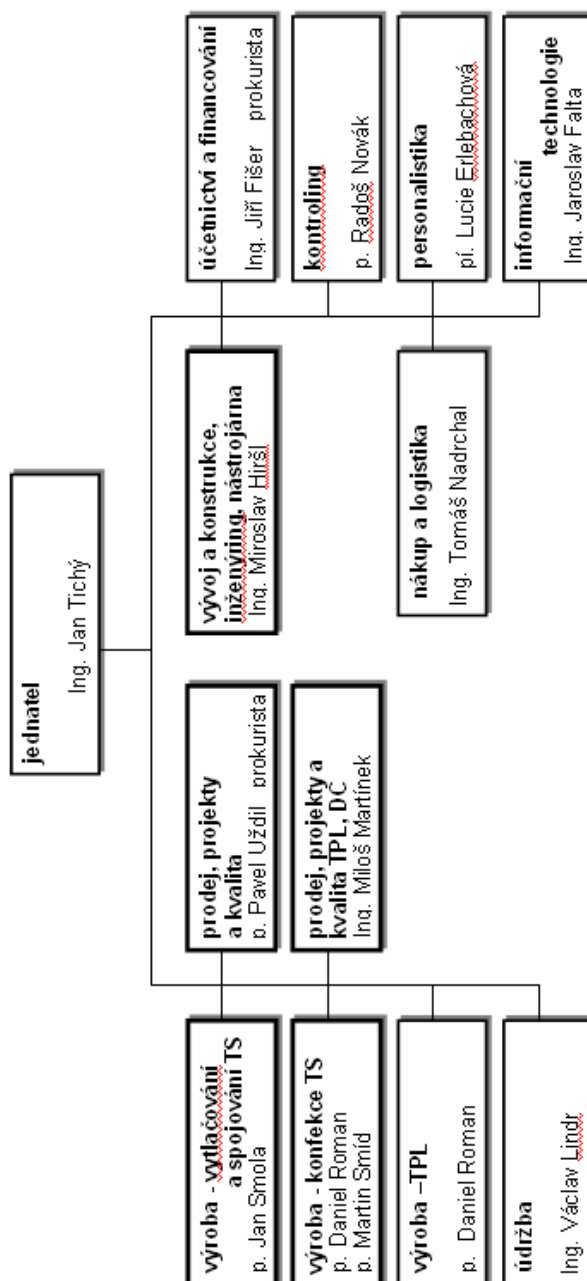 jednatel
Ing. Jan Tichý
výroba - vytlačování
a spojování TS
p. Jan Smola
prodej, projekty
a kvalita
p. Pavel Uždil   prokurista
vývoj a konstrukce,
inženýring, nástrojárna
Ing. Miroslav Hiršl
účetnictví a financování
Ing. Jiří Fišer   prokurista
výroba - konfekce TS
p. Daniel Roman
p. Martin Smíd
prodej, projekty a
kvalita TPL, DC
Ing. Miloš Martínek
kontroling
p. Radoš Novák
výroba –TPL
p. Daniel Roman
nákup a logistika
Ing. Tomáš Nadrchal
personalistika
pí. Lucie Erlebachová
údržba
Ing. Václav Lindr
informační
technologie
Ing. Jaroslav Falta